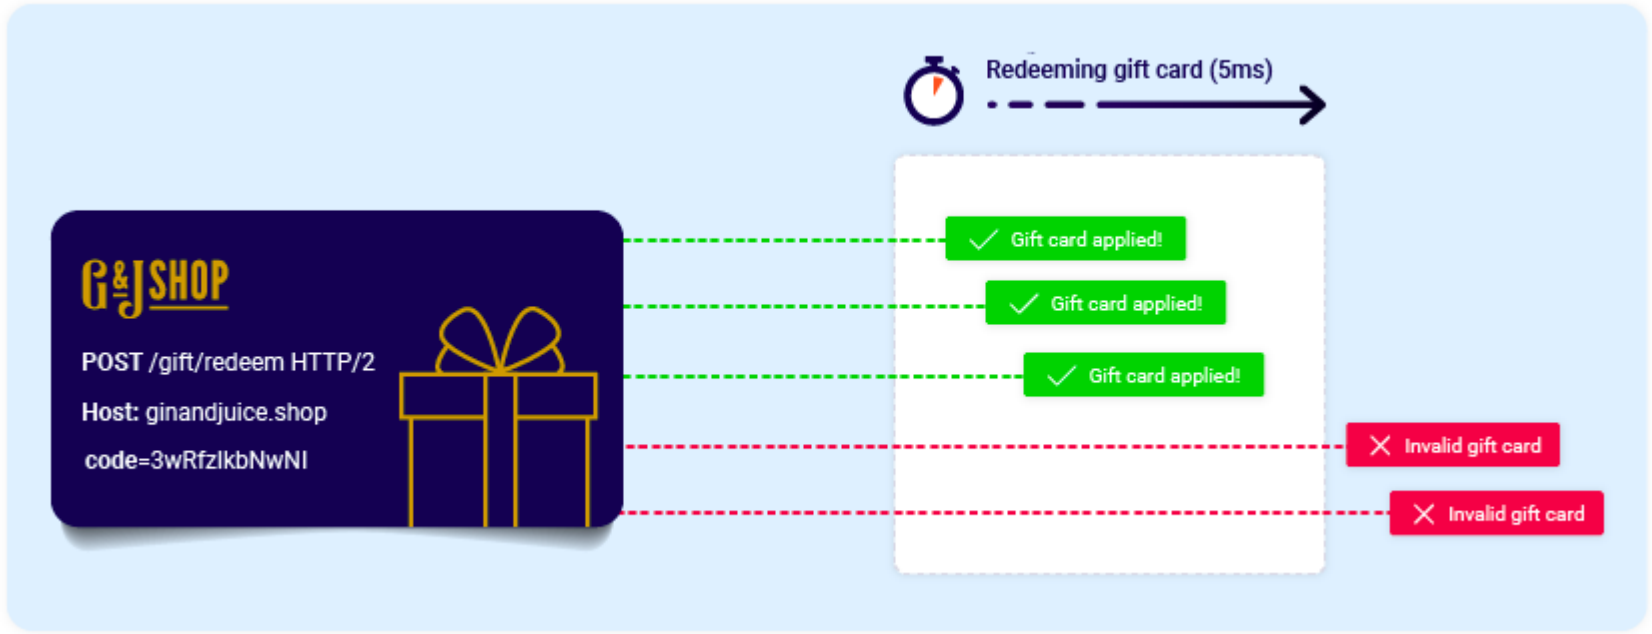 Redeeming gift card (5ms)
G&J SHOP
POST /gift/redeem HTTP/2
Host: ginandjuice.shop
code=3wRfzIkbNwNI
Gift card applied!
Gift card applied!
Gift card applied!
Invalid gift card
Invalid gift card